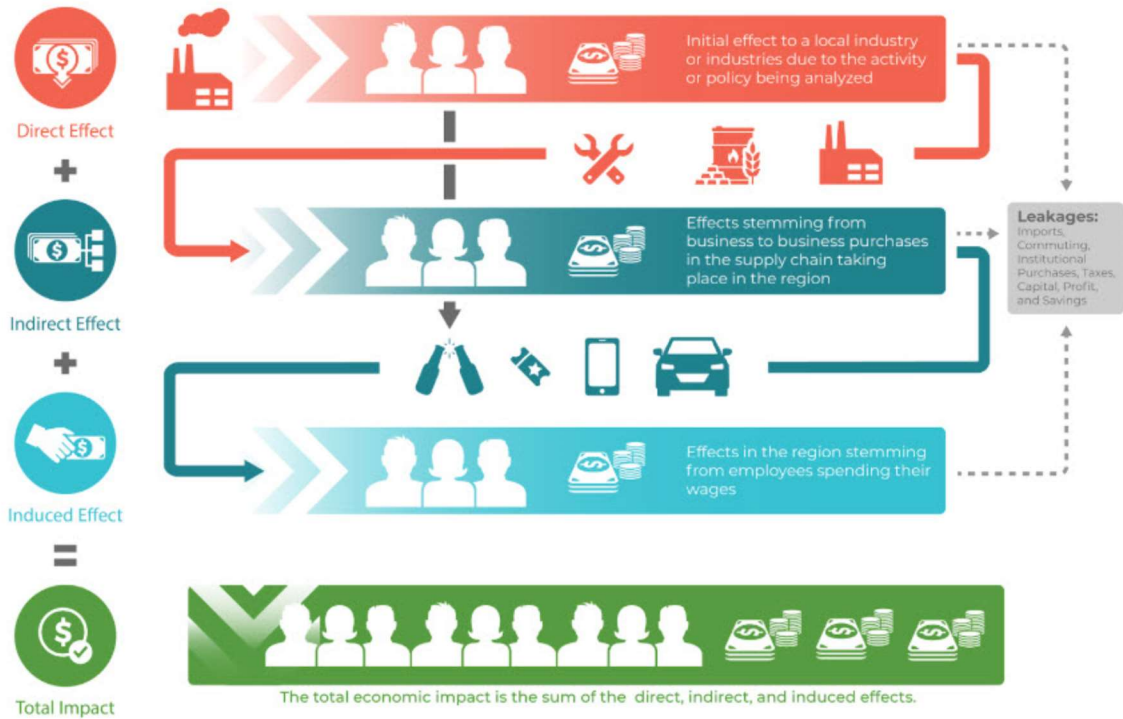 Direct Effect
+
Indirect Effect
+
Induced Effect
=
Total Impact
Initial effect to a local industry
or industries due to the activity
or policy being analyzed
Effects stemming from
business to business purchases
in the supply chain taking
place in the region
Effects in the region stemming
from employees spending their
wages
Leakages:
Imports,
Commuting,
Institutional
Purchases, Taxes,
Capital, Profit,
and Savings
The total economic impact is the sum of the direct, indirect, and induced effects.